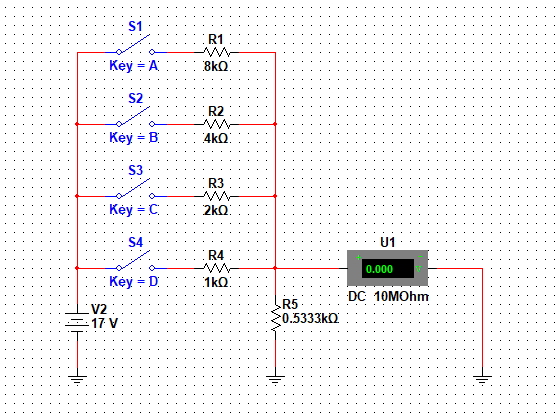 S1
R1
Key = A
8kΩ
S2
R2
Key = B
4kΩ
S3
R3
Key = C
2kΩ
S4
R4
U1
Key = D
1kΩ
0.000
DC 10MOhm
V2
17 V
R5
0.5333kΩ